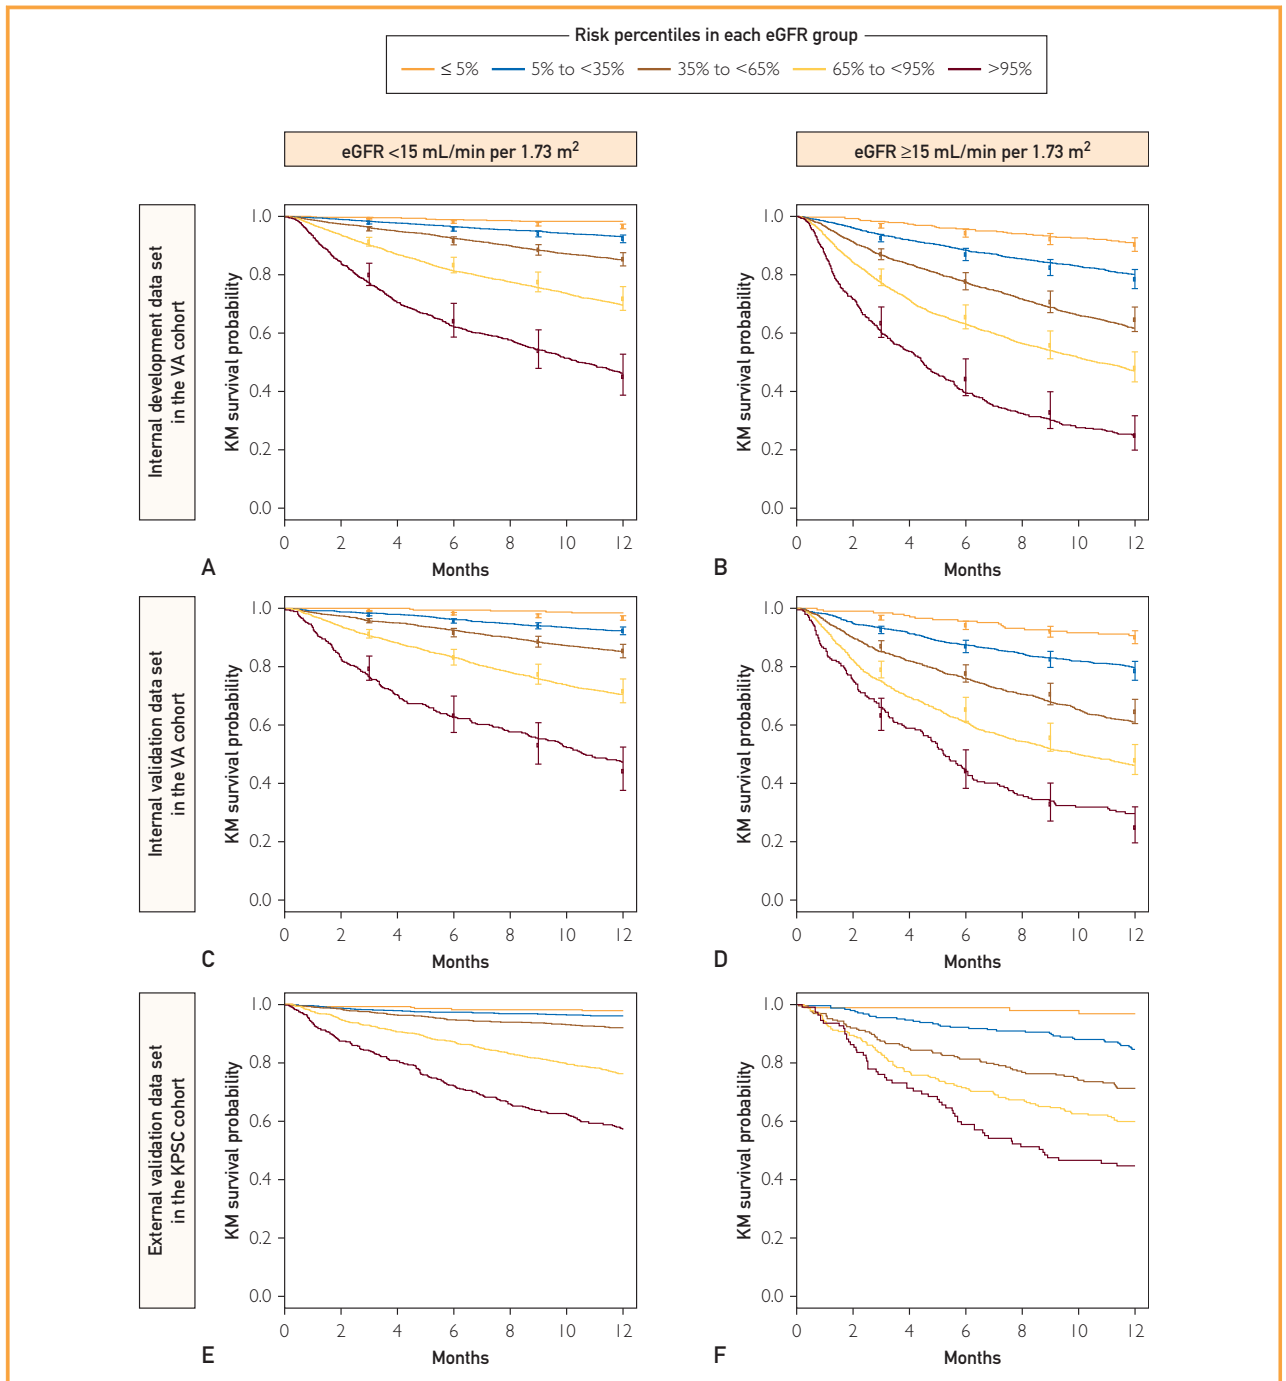 Risk percentiles in each eGFR group
≤ 5% 5% to <35% 35% to <65% 65% to <95% >95%
eGFR <15 mL/min per 1.73 m²
eGFR ≥15 mL/min per 1.73 m²
Internal development data set
in the VA cohort
KM survival probability
1.0
0.8
0.6
0.4
0.2
0.0
0 2 4 6 8 10 12
Months
A
KM survival probability
1.0
0.8
0.6
0.4
0.2
0.0
0 2 4 6 8 10 12
Months
B
Internal validation data set
in the VA cohort
KM survival probability
1.0
0.8
0.6
0.4
0.2
0.0
0 2 4 6 8 10 12
Months
C
KM survival probability
1.0
0.8
0.6
0.4
0.2
0.0
0 2 4 6 8 10 12
Months
D
External validation data set
in the KPSC cohort
KM survival probability
1.0
0.8
0.6
0.4
0.2
0.0
0 2 4 6 8 10 12
Months
E
KM survival probability
1.0
0.8
0.6
0.4
0.2
0.0
0 2 4 6 8 10 12
Months
F